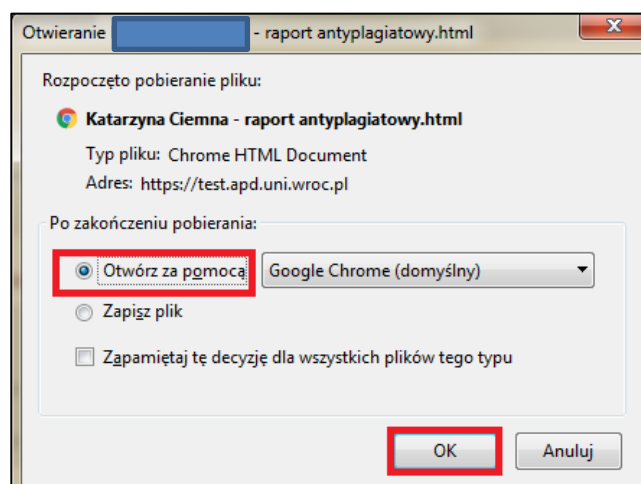 Otwieranie - raport antyplagiatowy.html
Rozpoczęto pobieranie pliku:
Katarzyna Ciemna - raport antyplagiatowy.html
Typ pliku: Chrome HTML Document
Adres: https://test.apd.uni.wroc.pl
Po zakończeniu pobierania:
Otwórz za pomocą Google Chrome (domyślny)
Zapisz plik
Zapamiętaj tę decyzję dla wszystkich plików tego typu
OK Anuluj